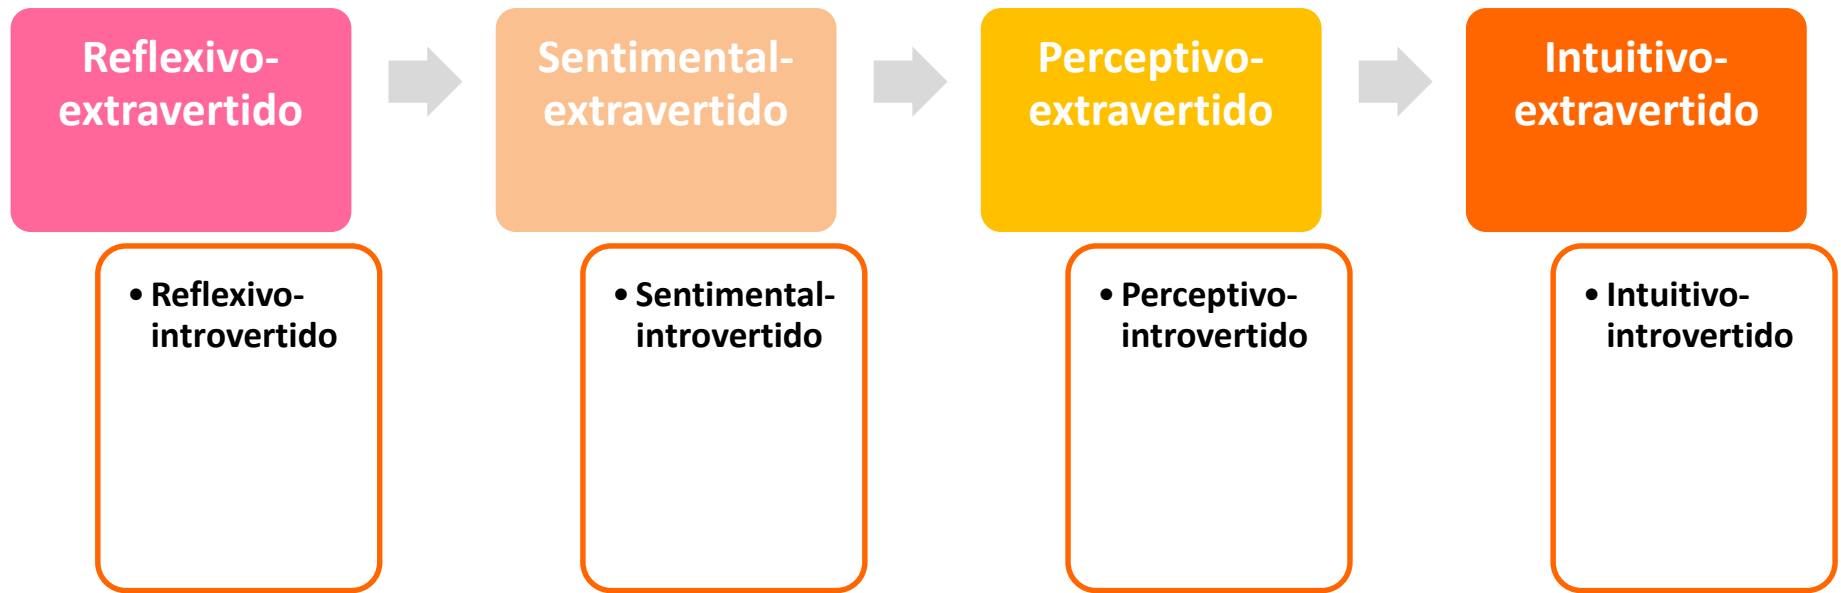 Reflexivo-
extravertido
Sentimental-
extravertido
Perceptivo-
extravertido
Intuitivo-
extravertido
• Reflexivo-
introvertido
• Sentimental-
introvertido
• Perceptivo-
introvertido
• Intuitivo-
introvertido